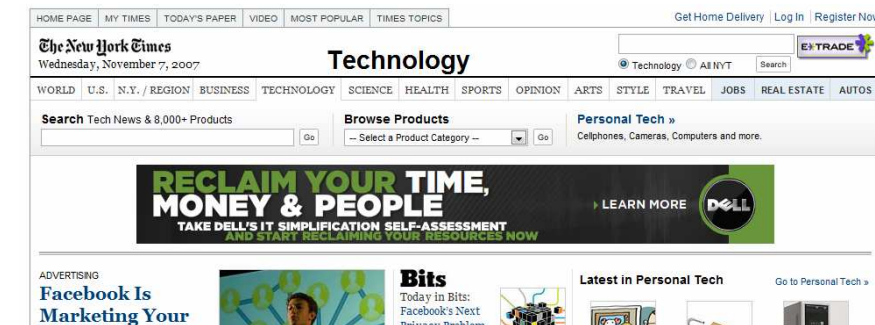 HOME PAGE MY TIMES TODAY'S PAPER VIDEO MOST POPULAR TIMES TOPICS
Get Home Delivery Log In Register Now
The New York Times
Wednesday, November 7, 2007
Technology
Technology All NYT Search
E*TRADE
WORLD U.S. N.Y. / REGION BUSINESS TECHNOLOGY SCIENCE HEALTH SPORTS OPINION ARTS STYLE TRAVEL JOBS REAL ESTATE AUTOS
Search Tech News & 8,000+ Products
Go
Browse Products
-- Select a Product Category -- Go
Personal Tech »
Cellphones, Cameras, Computers and more.
RECLAIM YOUR TIME,
MONEY & PEOPLE
TAKE DELL'S IT SIMPLIFICATION SELF-ASSESSMENT
AND START RECLAIMING YOUR RESOURCES NOW
LEARN MORE
DELL
ADVERTISING
Facebook Is
Marketing Your
Bits
Today in Bits:
Facebook's Next
Privacy Problem
Latest in Personal Tech
Go to Personal Tech »